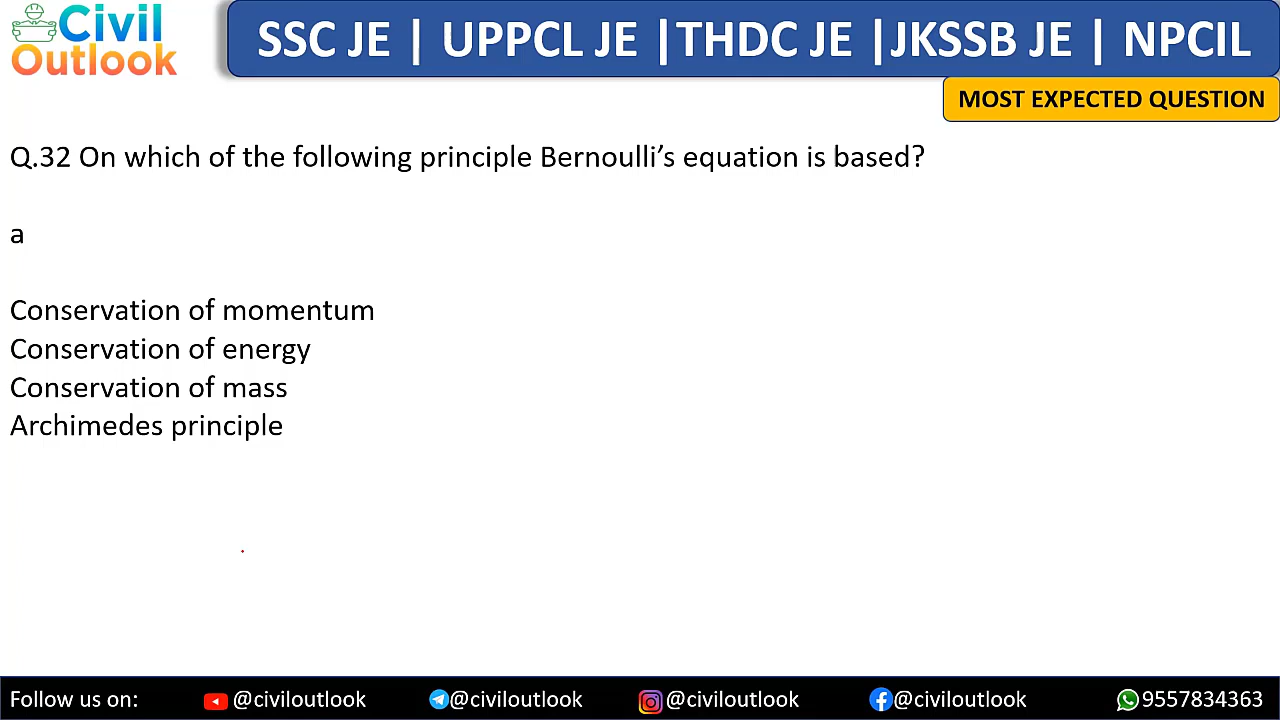 Civil
Outlook
SSC JE | UPPCL JE |THDC JE |JKSSB JE | NPCIL
MOST EXPECTED QUESTION
Q.32 On which of the following principle Bernoulli’s equation is based?
a
Conservation of momentum
Conservation of energy
Conservation of mass
Archimedes principle
Follow us on: @civiloutlook @civiloutlook @civiloutlook @civiloutlook 9557834363